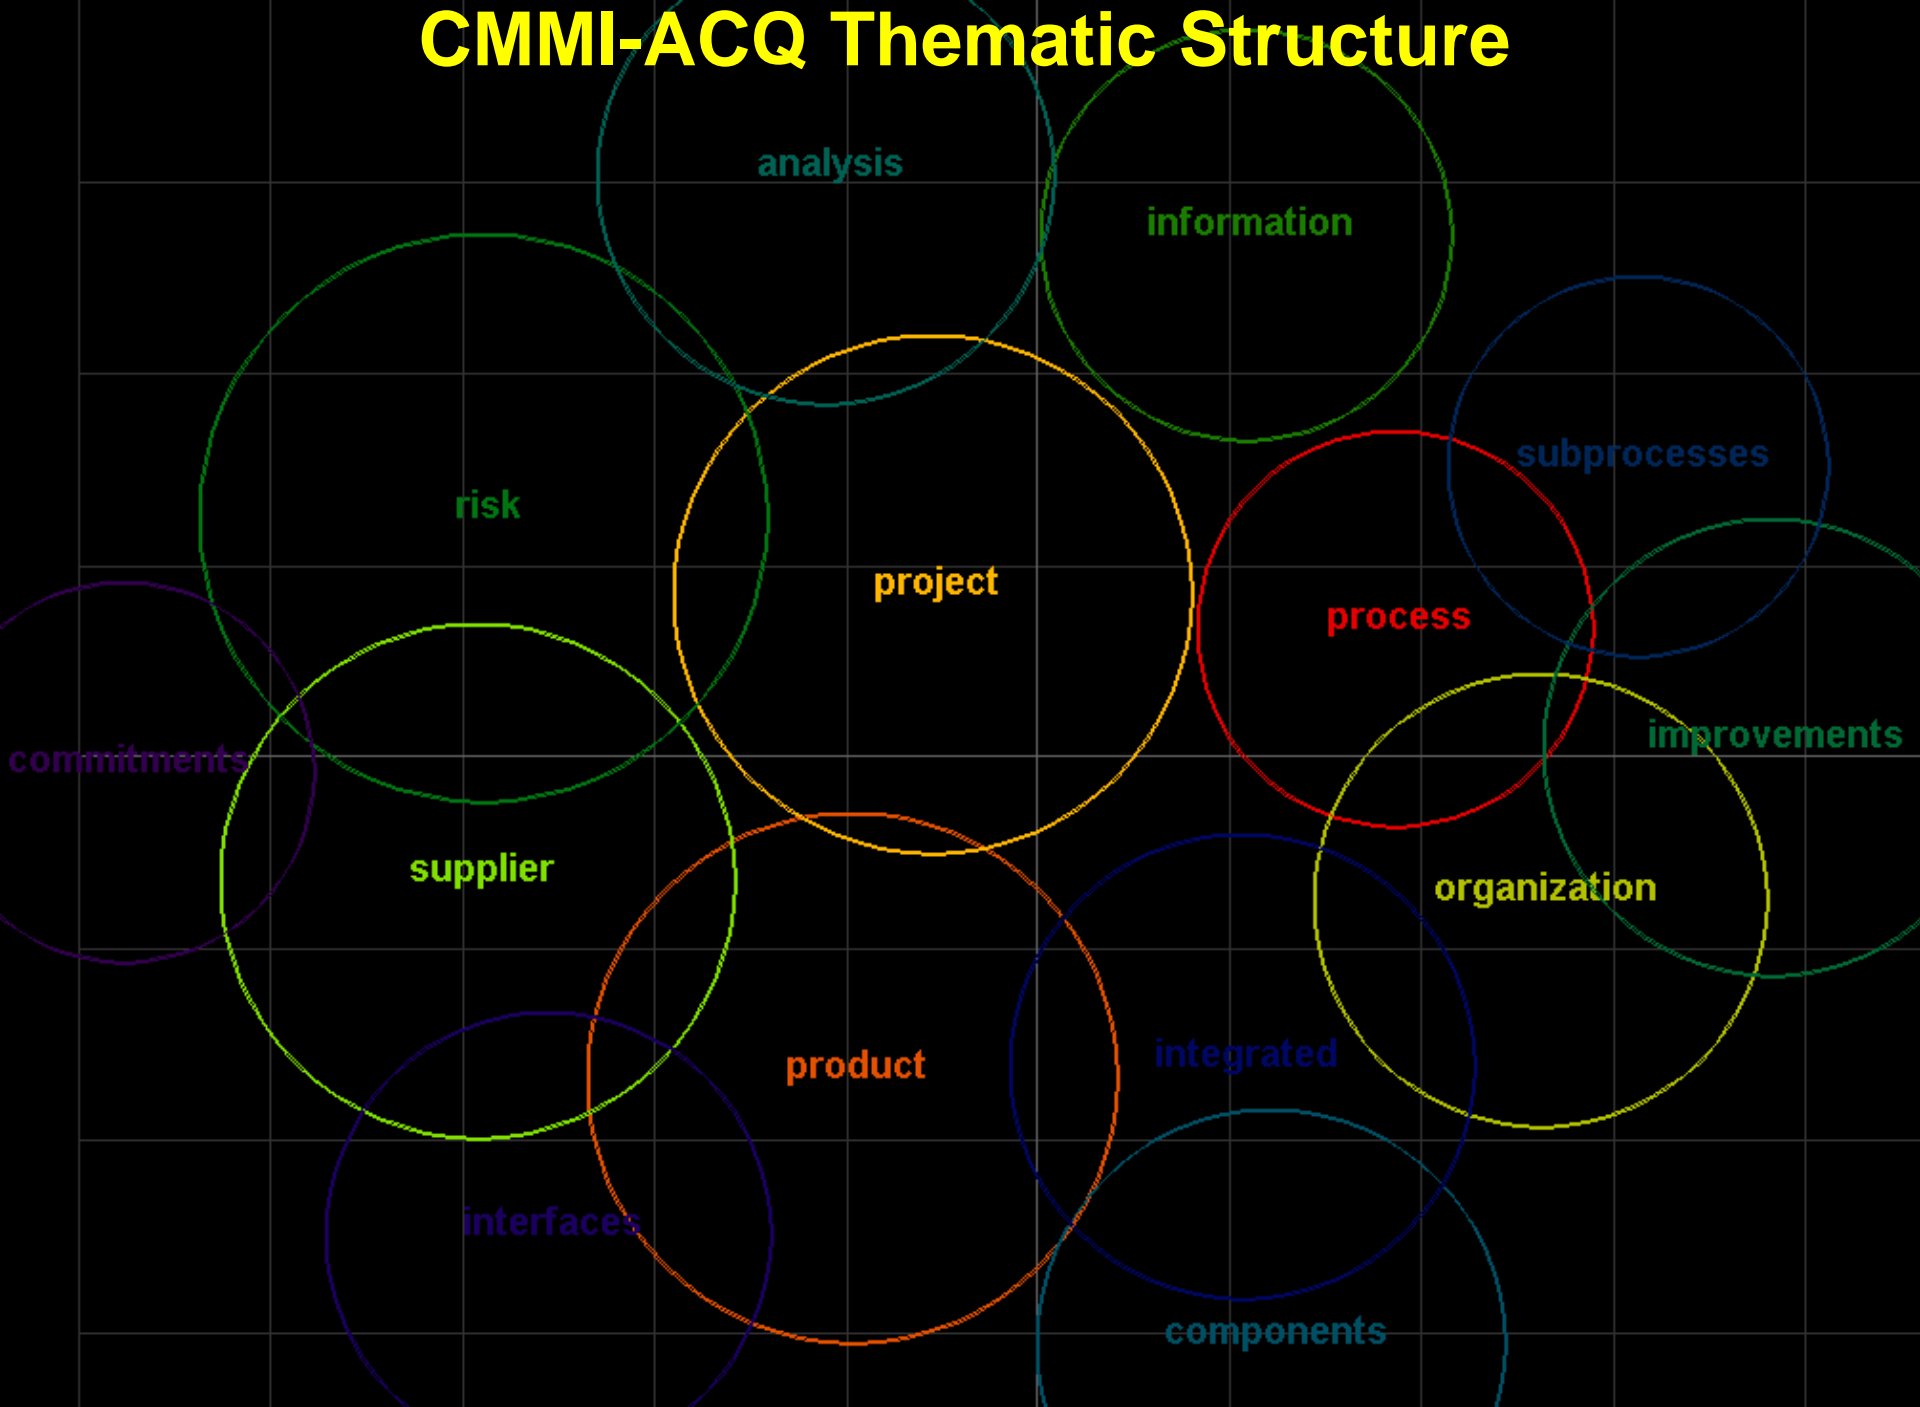 CMMI-ACQ Thematic Structure
analysis
information
subprocesses
risk
project
process
improvements
commitments
supplier
organization
integrated
product
interfaces
components